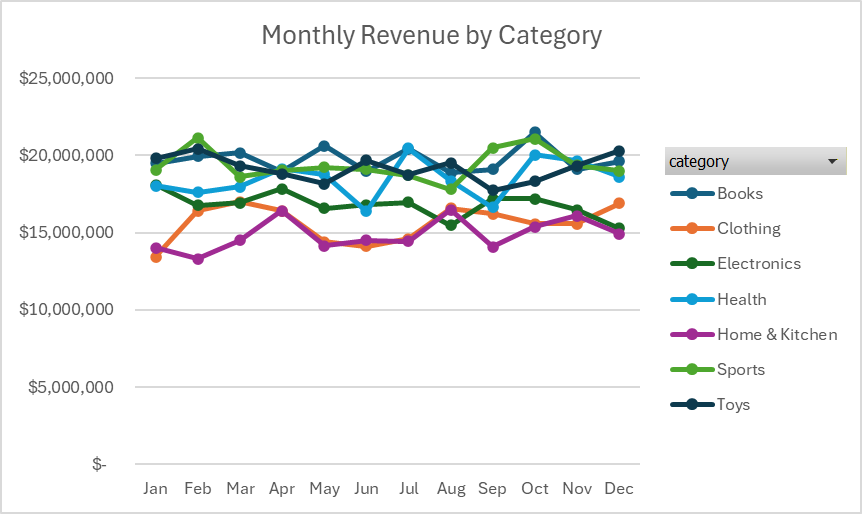 Monthly Revenue by Category
$25,000,000
$20,000,000
$15,000,000
$10,000,000
$5,000,000
$-
Jan Feb Mar Apr May Jun Jul Aug Sep Oct Nov Dec
category
Books
Clothing
Electronics
Health
Home & Kitchen
Sports
Toys